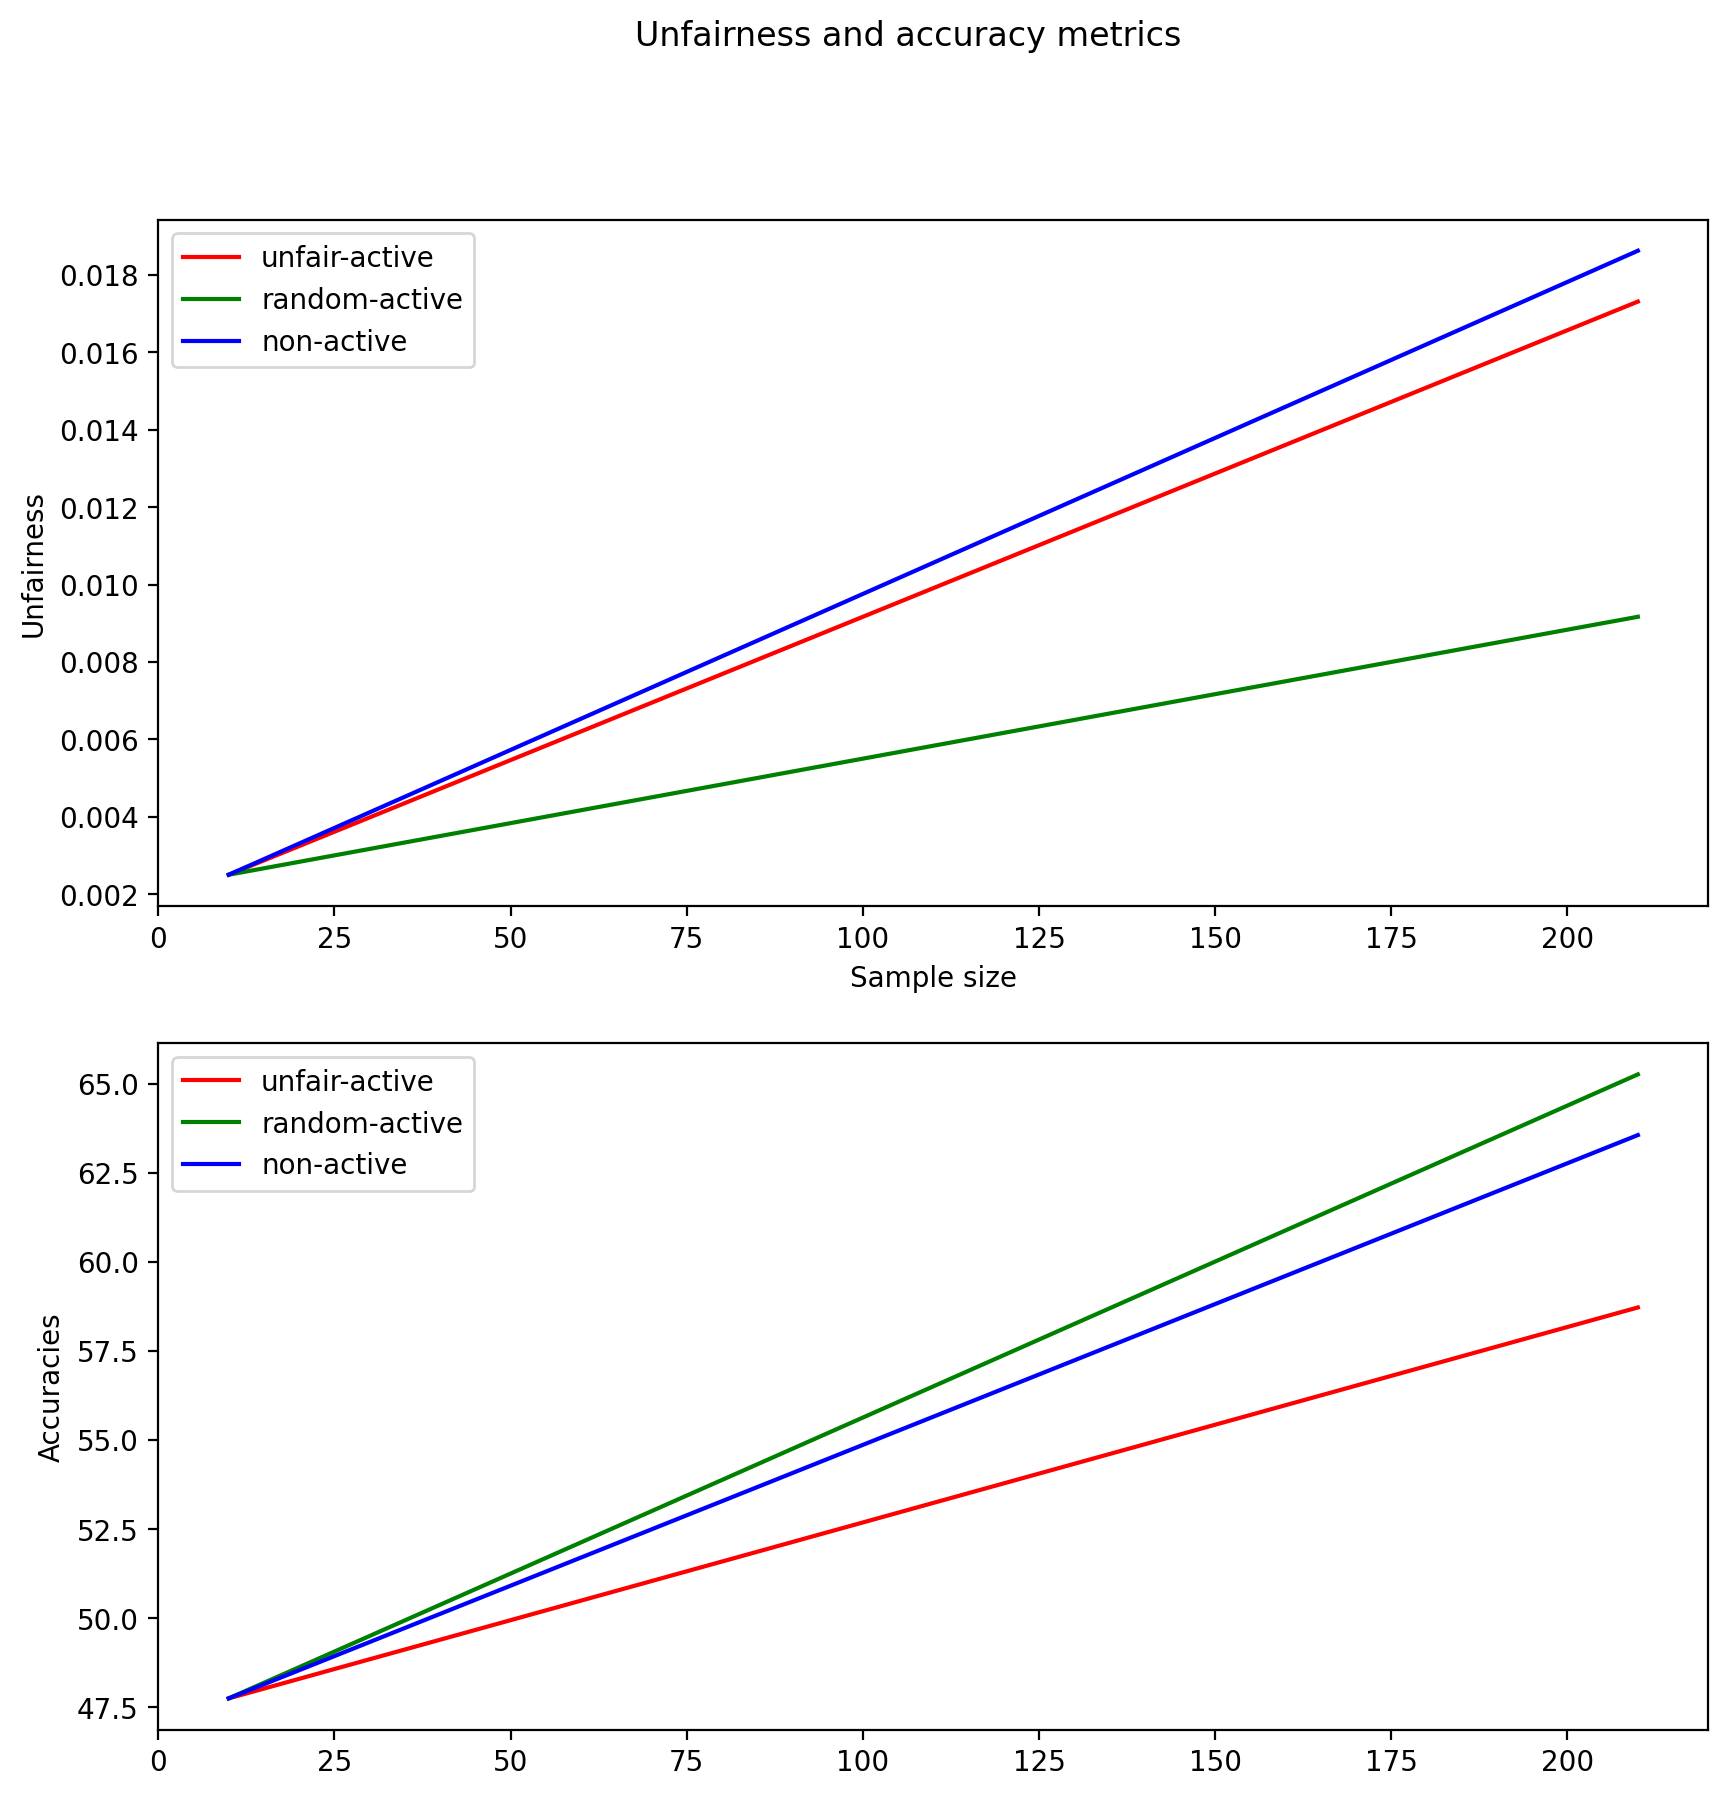 Unfairness and accuracy metrics
unfair-active
random-active
non-active
0.018
0.016
0.014
0.012
0.010
0.008
0.006
0.004
0.002
Unfairness
0 25 50 75 100 125 150 175 200
Sample size
unfair-active
random-active
non-active
65.0
62.5
60.0
57.5
55.0
52.5
50.0
47.5
Accuracies
0 25 50 75 100 125 150 175 200